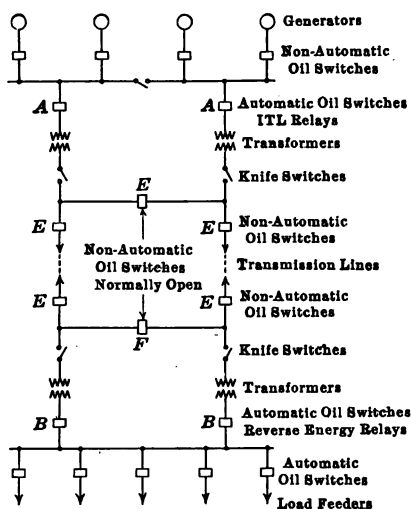 Generators
Non-Automatic
Oil Switches
A
A
Automatic Oil Switches
ITL Relays
Transformers
Knife Switches
E
E
E
Non-Automatic
Oil Switches
Non-Automatic
Oil Switches
Normally Open
Transmission Lines
E
E
Non-Automatic
Oil Switches
F
Knife Switches
Transformers
B
B
Automatic Oil Switches
Reverse Energy Relays
Automatic
Oil Switches
Load Feeders